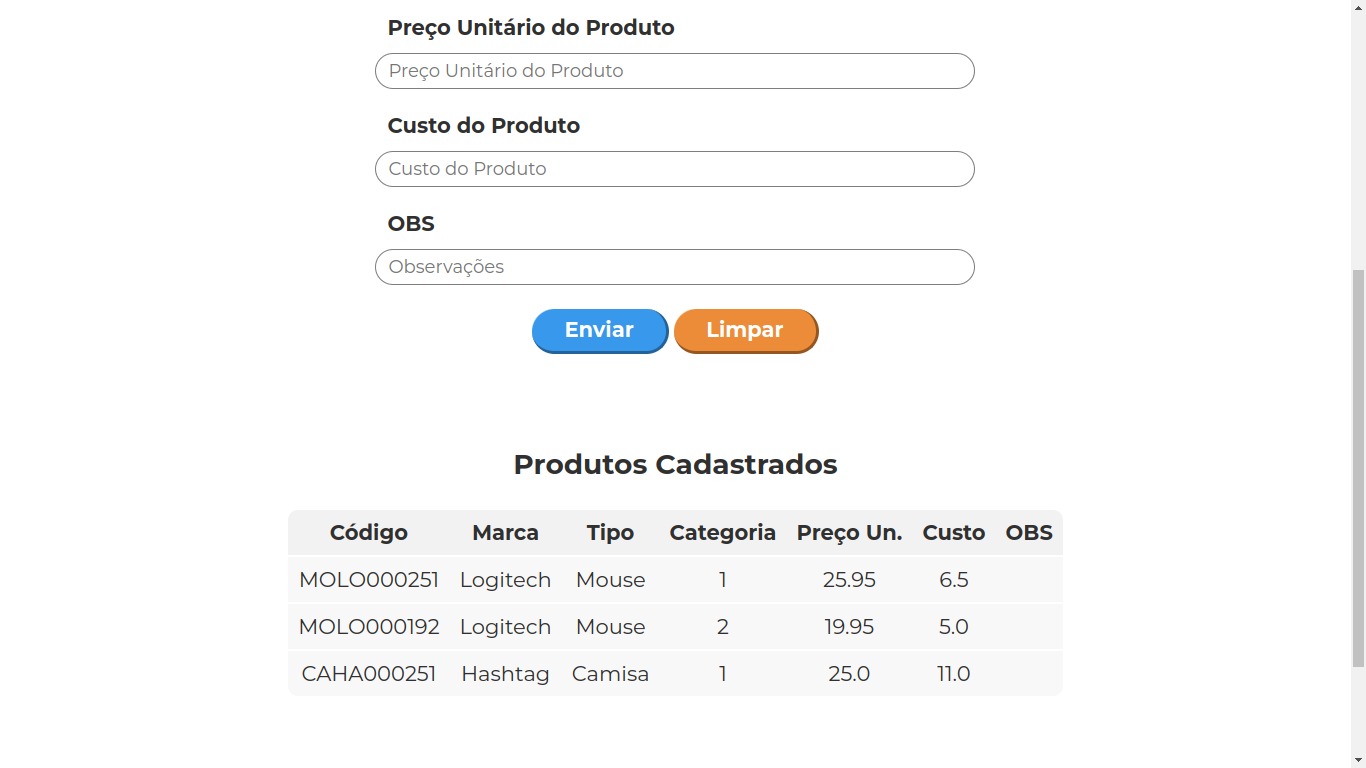 Preço Unitário do Produto
Preço Unitário do Produto
Custo do Produto
Custo do Produto
OBS
Observações
Enviar Limpar
Produtos Cadastrados
Código Marca Tipo Categoria Preço Un. Custo OBS
MOLO000251 Logitech Mouse 1 25.95 6.5
MOLO000192 Logitech Mouse 2 19.95 5.0
CAHA000251 Hashtag Camisa 1 25.0 11.0